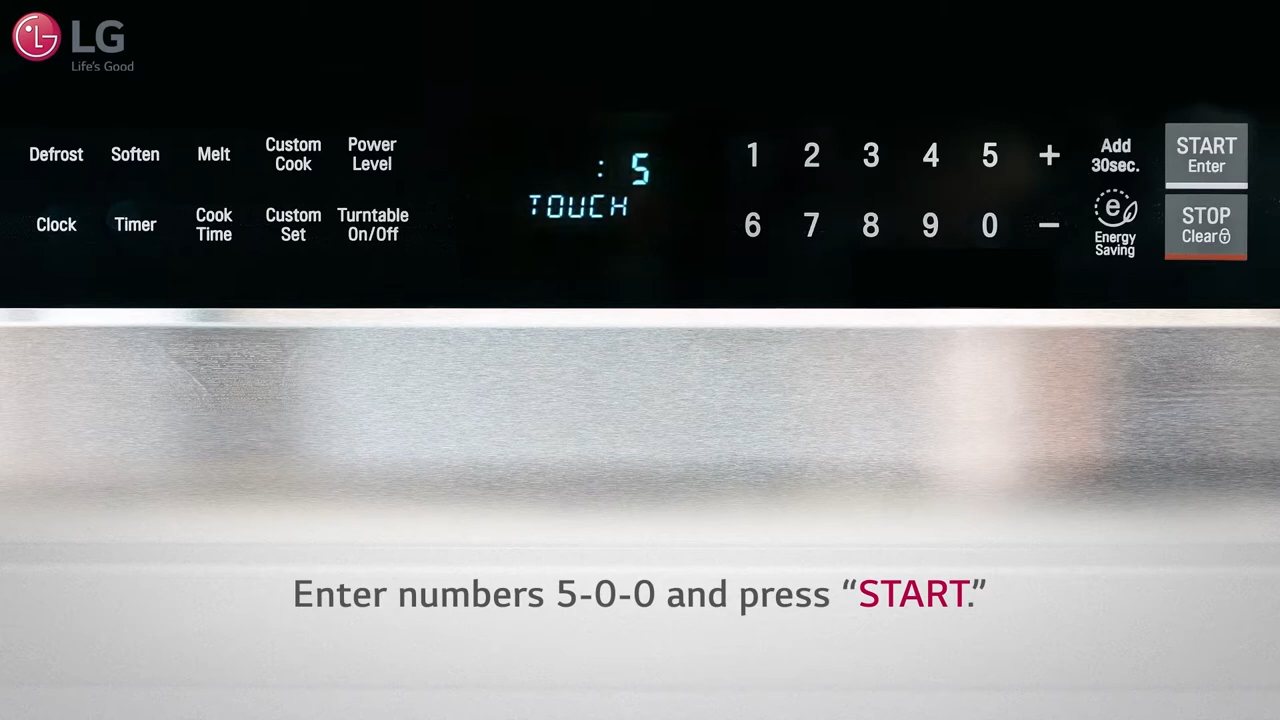 LG
Life's Good
Defrost
Soften
Melt
Custom
Cook
Power
Level
Clock
Timer
Cook
Time
Custom
Set
Turntable
On/Off
: 5
TOUCH
1 2 3 4 5 +
6 7 8 9 0 −
Add
30sec.
e
Energy
Saving
START
Enter
STOP
Clear
Enter numbers 5-0-0 and press “START.”